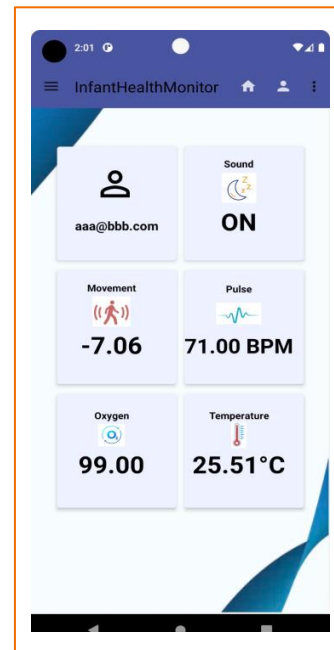 2:01
InfantHealthMonitor
aaa@bbb.com
Sound
ON
Movement
-7.06
Pulse
71.00 BPM
Oxygen
99.00
Temperature
25.51°C